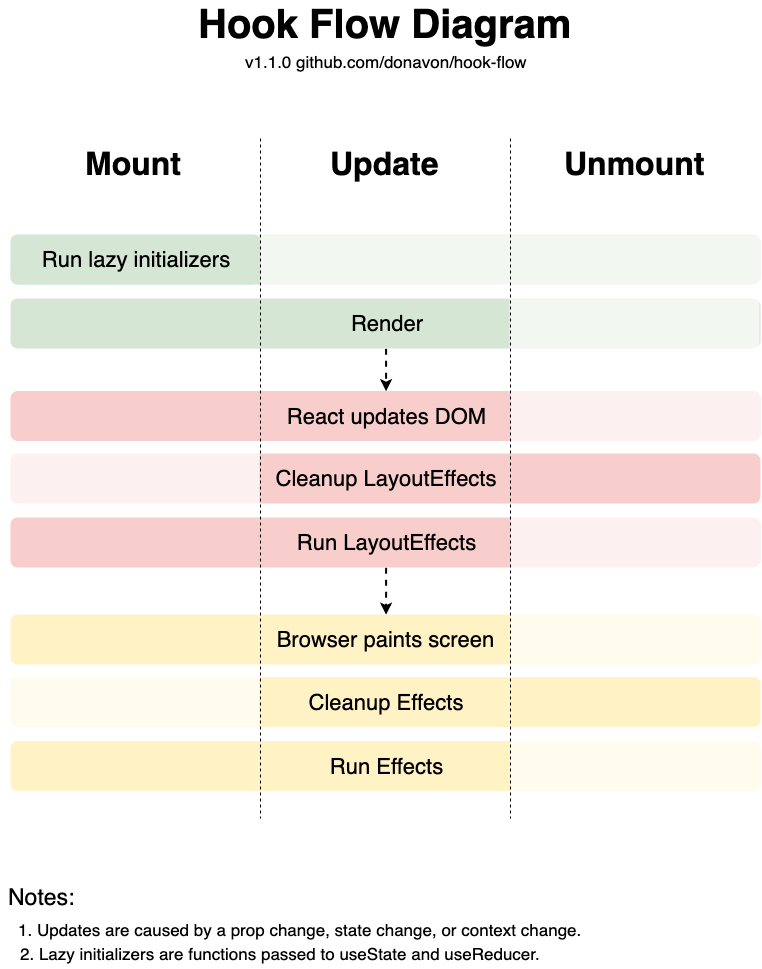 Hook Flow Diagram
v1.1.0 github.com/donavon/hook-flow
Mount Update Unmount
Run lazy initializers
Render
React updates DOM
Cleanup LayoutEffects
Run LayoutEffects
Browser paints screen
Cleanup Effects
Run Effects
Notes:
1. Updates are caused by a prop change, state change, or context change.
2. Lazy initializers are functions passed to useState and useReducer.